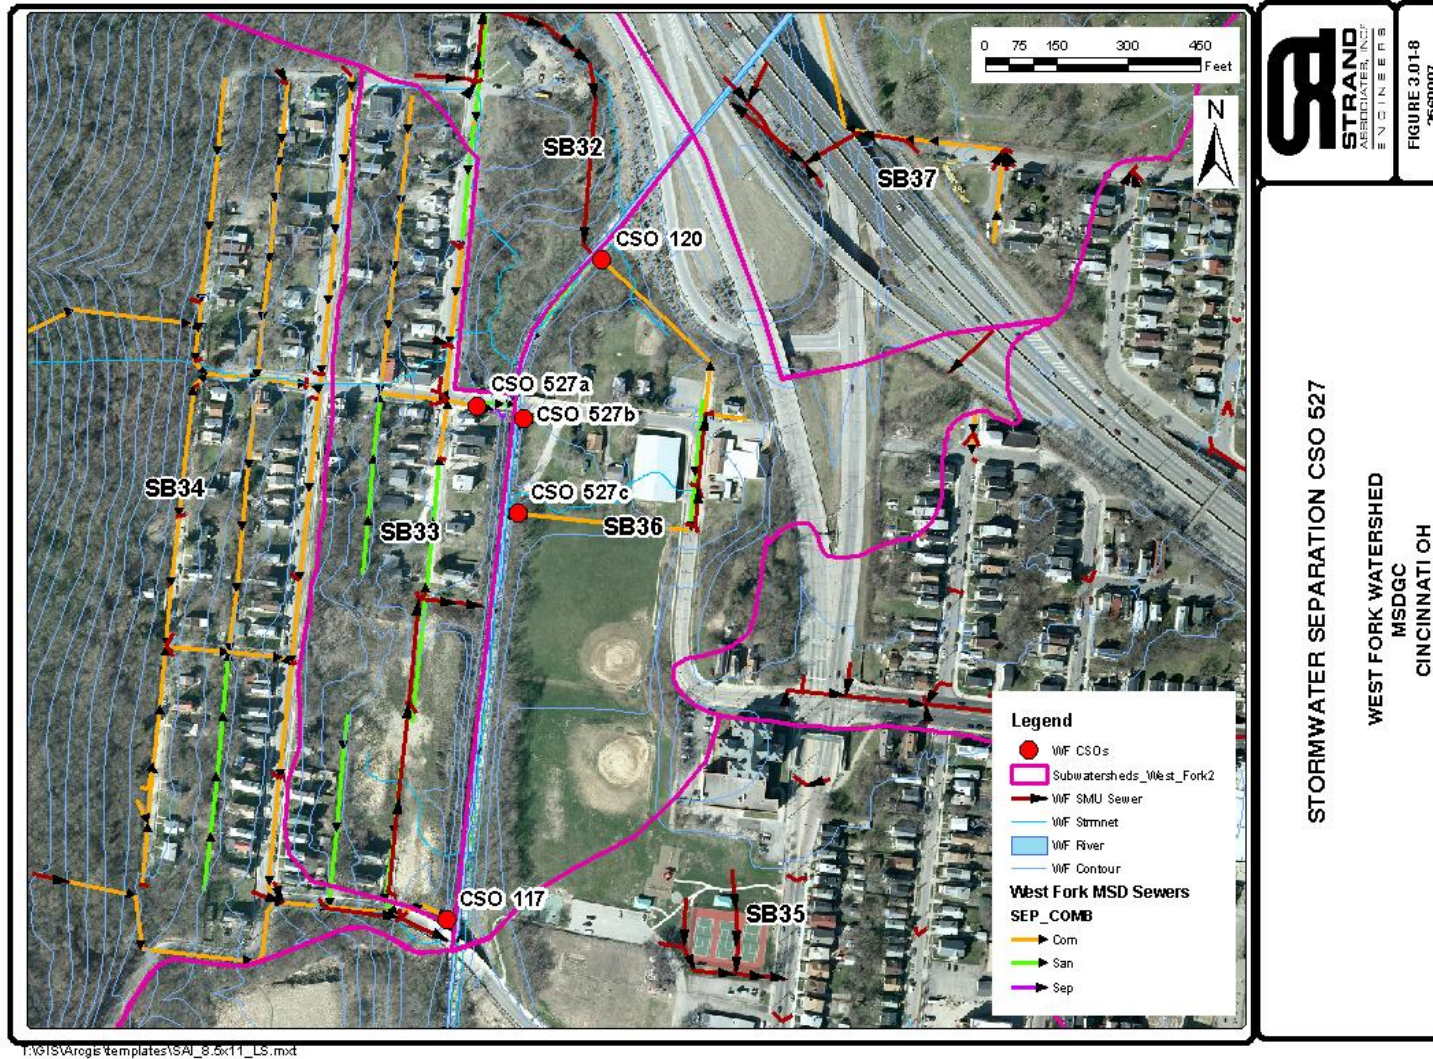 0 75 150 300 450
Feet
N
SB32
SB37
CSO 120
CSO 527a
CSO 527b
CSO 527c
SB34
SB33
SB36
CSO 117
SB35
Legend
WF CSOs
Subwatersheds_West_Fork2
WF SMU Sewer
WF Strmnet
WF River
WF Contour
West Fork MSD Sewers
SEP_COMB
Com
San
Sep
STRAND
ASSOCIATES, INC.
ENGINEERS
FIGURE 3.01-8
STORMWATER SEPARATION CSO 527
WEST FORK WATERSHED
MSDGC
CINCINNATI OH
T:\GIS\Arcgis\templates\SAI_8.5x11_LS.mxt